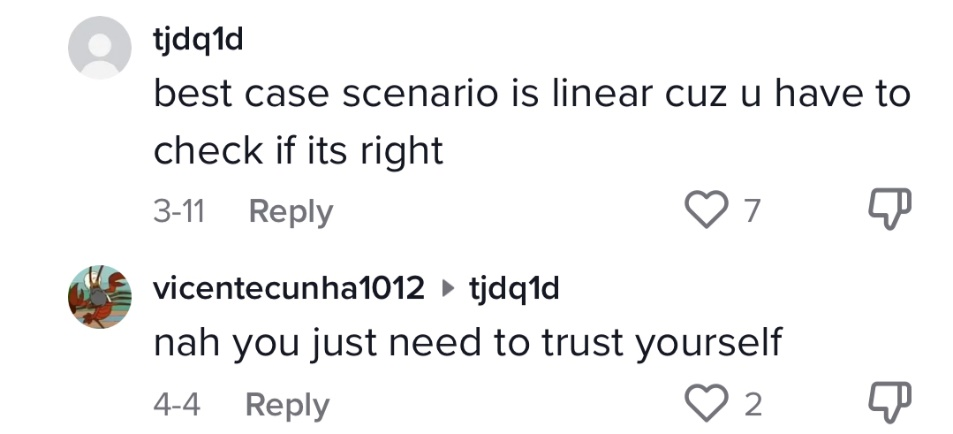 tjdq1d
best case scenario is linear cuz u have to
check if its right
3-11 Reply 7
vicentecunha1012 ▸ tjdq1d
nah you just need to trust yourself
4-4 Reply 2